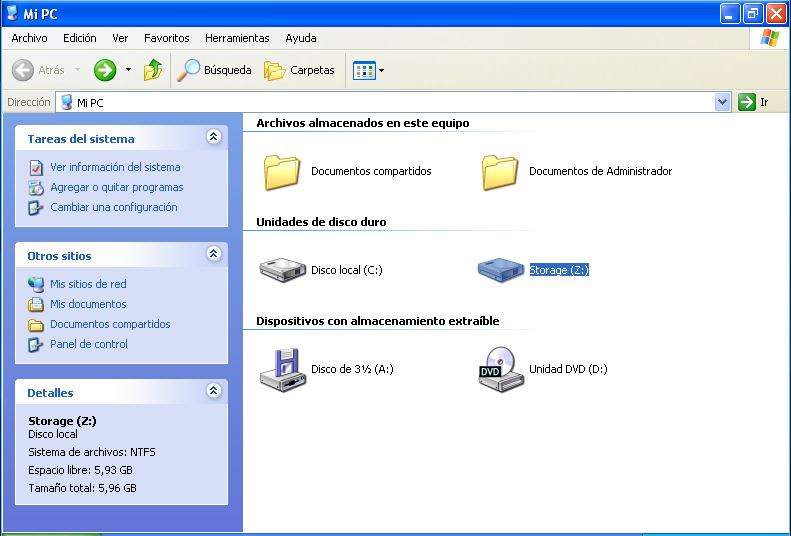 Mi PC
Archivo Edición Ver Favoritos Herramientas Ayuda
Atrás Búsqueda Carpetas
Dirección Mi PC Ir
Tareas del sistema
Ver información del sistema
Agregar o quitar programas
Cambiar una configuración
Otros sitios
Mis sitios de red
Mis documentos
Documentos compartidos
Panel de control
Detalles
Storage (Z:)
Disco local
Sistema de archivos: NTFS
Espacio libre: 5,93 GB
Tamaño total: 5,96 GB
Archivos almacenados en este equipo
Documentos compartidos Documentos de Administrador
Unidades de disco duro
Disco local (C:) Storage (Z:)
Dispositivos con almacenamiento extraíble
Disco de 3½ (A:) DVD Unidad DVD (D:)